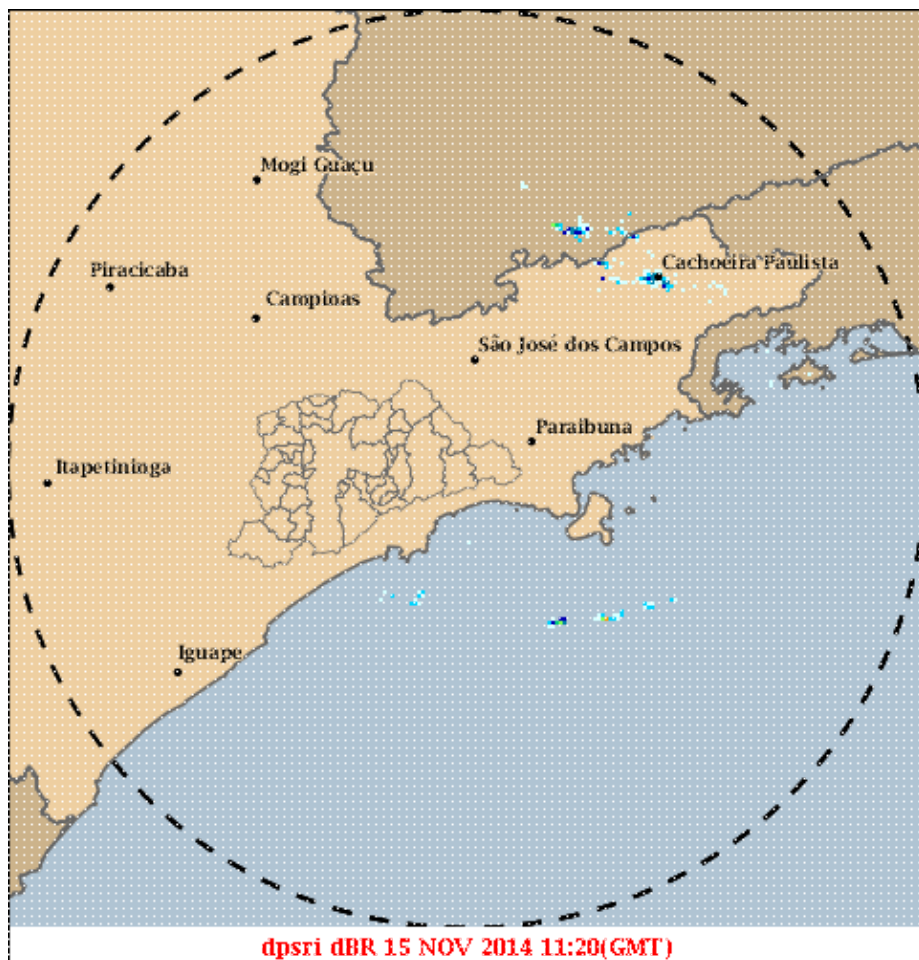 Mogi Guaçu
Cachoeira Paulista
Piracicaba
Campinas
São José dos Campos
Paraibuna
Itapetininga
Iguape
dpsri dBR 15 NOV 2014 11:20(GMT)